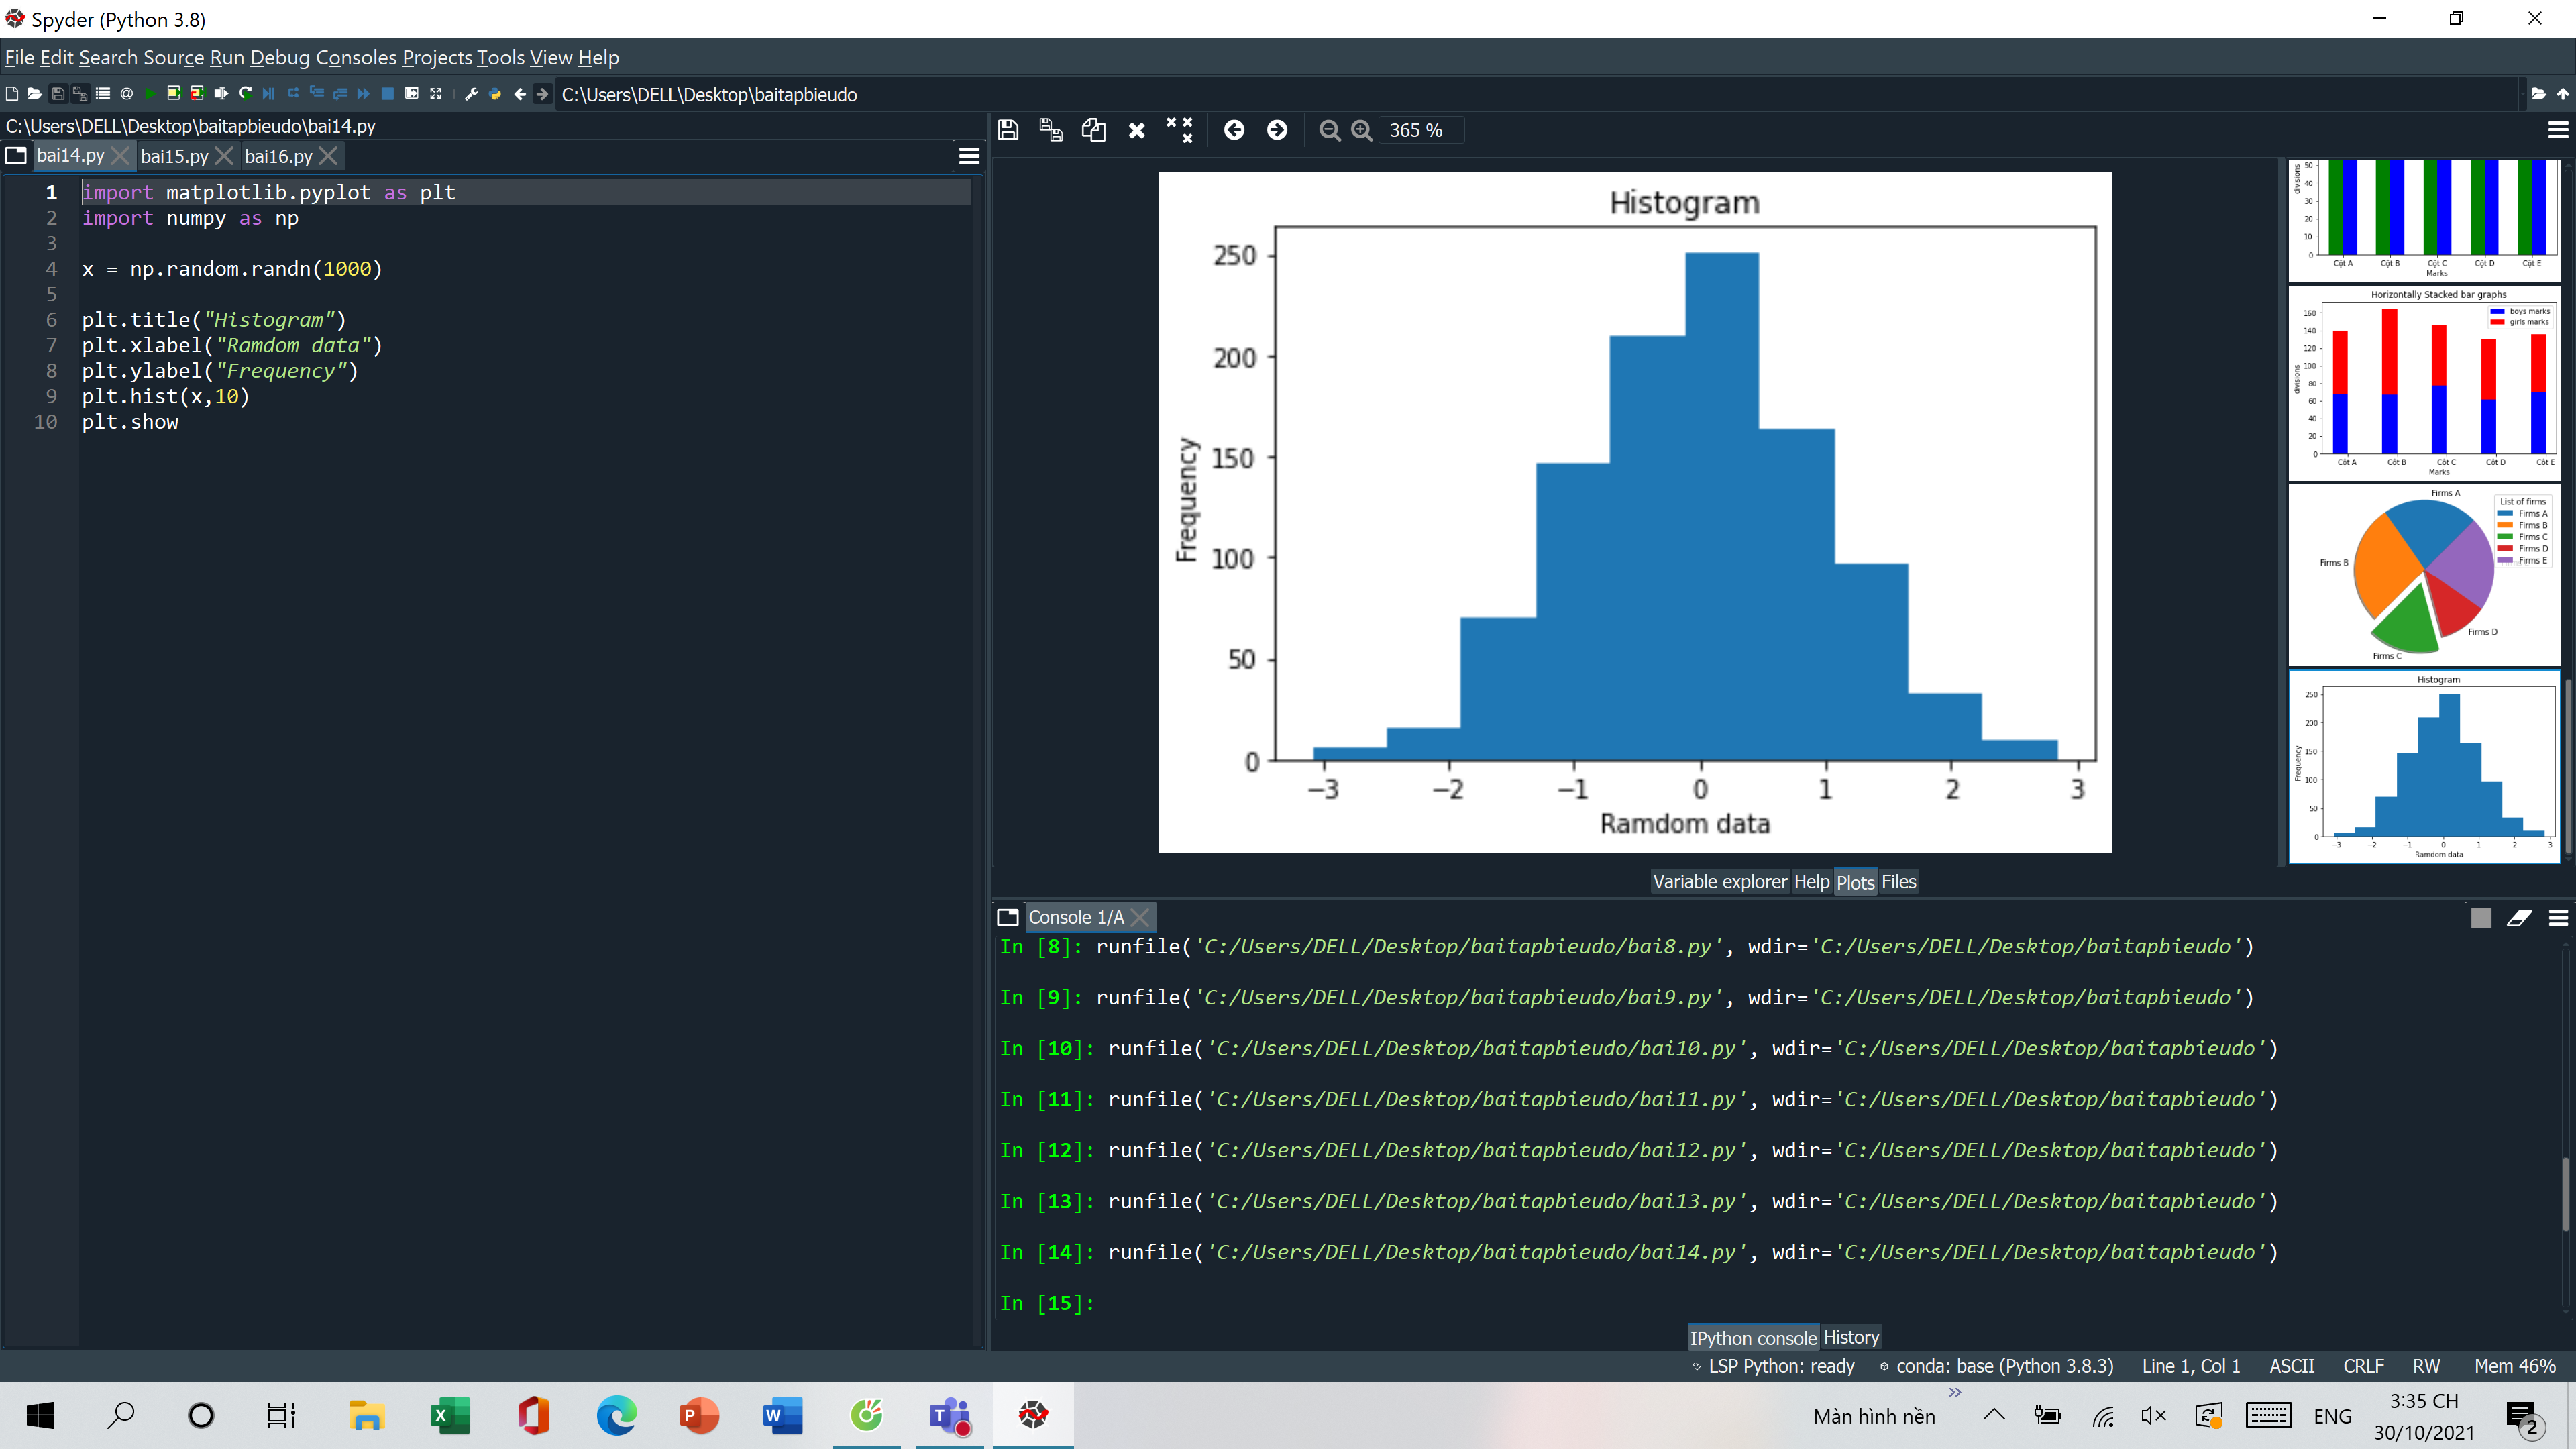 Spyder (Python 3.8)
File Edit Search Source Run Debug Consoles Projects Tools View Help
C:\Users\DELL\Desktop\baitapbieudo
C:\Users\DELL\Desktop\baitapbieudo\bai14.py
bai14.py bai15.py bai16.py
1 import matplotlib.pyplot as plt
2 import numpy as np
3
4 x = np.random.randn(1000)
5
6 plt.title("Histogram")
7 plt.xlabel("Ramdom data")
8 plt.ylabel("Frequency")
9 plt.hist(x,10)
10 plt.show
365 %
Histogram
Frequency
250
200
150
100
50
0
−3 −2 −1 0 1 2 3
Ramdom data
divisions
50
40
30
20
10
0
Cột A Cột B Cột C Cột D Cột E
Marks
Horizontally Stacked bar graphs
boys marks
girls marks
divisions
160
140
120
100
80
60
40
20
0
Cột A Cột B Cột C Cột D Cột E
Marks
Firms A
Firms B
Firms C
Firms D
List of firms
Firms A
Firms B
Firms C
Firms D
Firms E
Histogram
Frequency
250
200
150
100
50
0
−3 −2 −1 0 1 2 3
Ramdom data
Variable explorer Help Plots Files
Console 1/A
In [8]: runfile('C:/Users/DELL/Desktop/baitapbieudo/bai8.py', wdir='C:/Users/DELL/Desktop/baitapbieudo')
In [9]: runfile('C:/Users/DELL/Desktop/baitapbieudo/bai9.py', wdir='C:/Users/DELL/Desktop/baitapbieudo')
In [10]: runfile('C:/Users/DELL/Desktop/baitapbieudo/bai10.py', wdir='C:/Users/DELL/Desktop/baitapbieudo')
In [11]: runfile('C:/Users/DELL/Desktop/baitapbieudo/bai11.py', wdir='C:/Users/DELL/Desktop/baitapbieudo')
In [12]: runfile('C:/Users/DELL/Desktop/baitapbieudo/bai12.py', wdir='C:/Users/DELL/Desktop/baitapbieudo')
In [13]: runfile('C:/Users/DELL/Desktop/baitapbieudo/bai13.py', wdir='C:/Users/DELL/Desktop/baitapbieudo')
In [14]: runfile('C:/Users/DELL/Desktop/baitapbieudo/bai14.py', wdir='C:/Users/DELL/Desktop/baitapbieudo')
In [15]:
IPython console History
LSP Python: ready conda: base (Python 3.8.3) Line 1, Col 1 ASCII CRLF RW Mem 46%
Màn hình nền
ENG
3:35 CH
30/10/2021
2